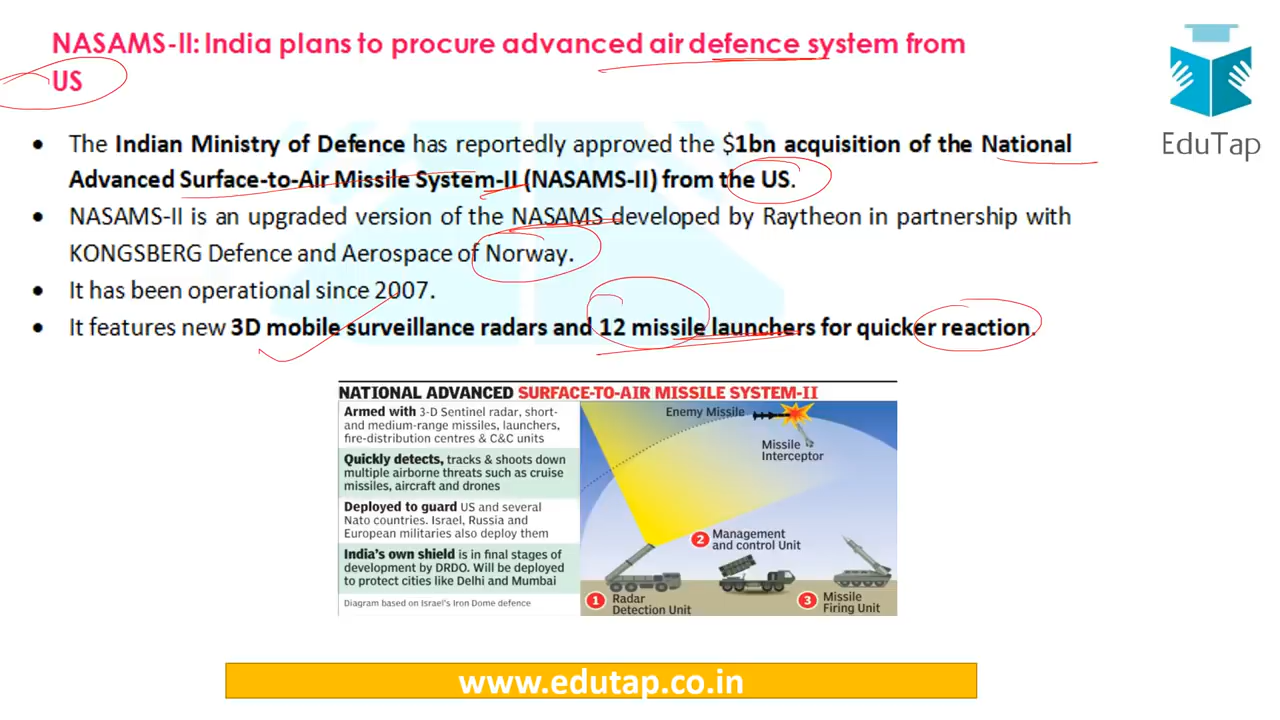 NASAMS-II: India plans to procure advanced air defence system from
US
EduTap
• The Indian Ministry of Defence has reportedly approved the $1bn acquisition of the National
Advanced Surface-to-Air Missile System-II (NASAMS-II) from the US.
• NASAMS-II is an upgraded version of the NASAMS developed by Raytheon in partnership with
KONGSBERG Defence and Aerospace of Norway.
• It has been operational since 2007.
• It features new 3D mobile surveillance radars and 12 missile launchers for quicker reaction.
NATIONAL ADVANCED SURFACE-TO-AIR MISSILE SYSTEM-II
Armed with 3-D Sentinel radar, short-
and medium-range missiles, launchers,
fire-distribution centres & C&C units
Quickly detects, tracks & shoots down
multiple airborne threats such as cruise
missiles, aircraft and drones
Deployed to guard US and several
Nato countries. Israel, Russia and
European militaries also deploy them
India's own shield is in final stages of
development by DRDO. Will be deployed
to protect cities like Delhi and Mumbai
Diagram based on Israel's Iron Dome defence
Enemy Missile
Missile
Interceptor
2 Management
and control Unit
1 Radar
Detection Unit
3 Missile
Firing Unit
www.edutap.co.in